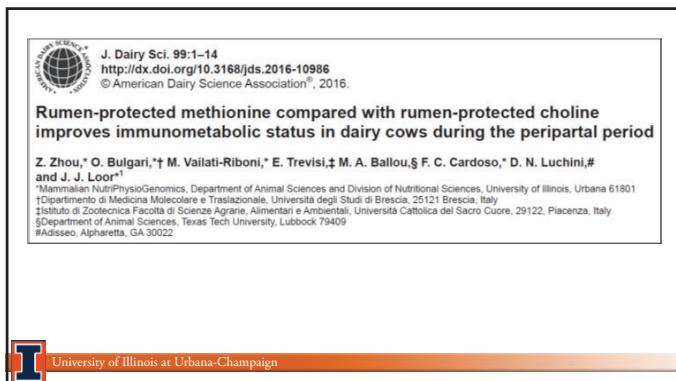 AMERICAN DAIRY SCIENCE ASSOCIATION
J. Dairy Sci. 99:1–14
http://dx.doi.org/10.3168/jds.2016-10986
© American Dairy Science Association®, 2016.
Rumen-protected methionine compared with rumen-protected choline
improves immunometabolic status in dairy cows during the peripartal period
Z. Zhou,* O. Bulgari,*† M. Vailati-Riboni,* E. Trevisi,‡ M. A. Ballou,§ F. C. Cardoso,* D. N. Luchini,#
and J. J. Loor*¹
*Mammalian NutriPhysioGenomics, Department of Animal Sciences and Division of Nutritional Sciences, University of Illinois, Urbana 61801
†Dipartimento di Medicina Molecolare e Traslazionale, Università degli Studi di Brescia, 25121 Brescia, Italy
‡Istituto di Zootecnica Facoltà di Scienze Agrarie, Alimentari e Ambientali, Università Cattolica del Sacro Cuore, 29122, Piacenza, Italy
§Department of Animal Sciences, Texas Tech University, Lubbock 79409
#Adisseo, Alpharetta, GA 30022
I University of Illinois at Urbana-Champaign